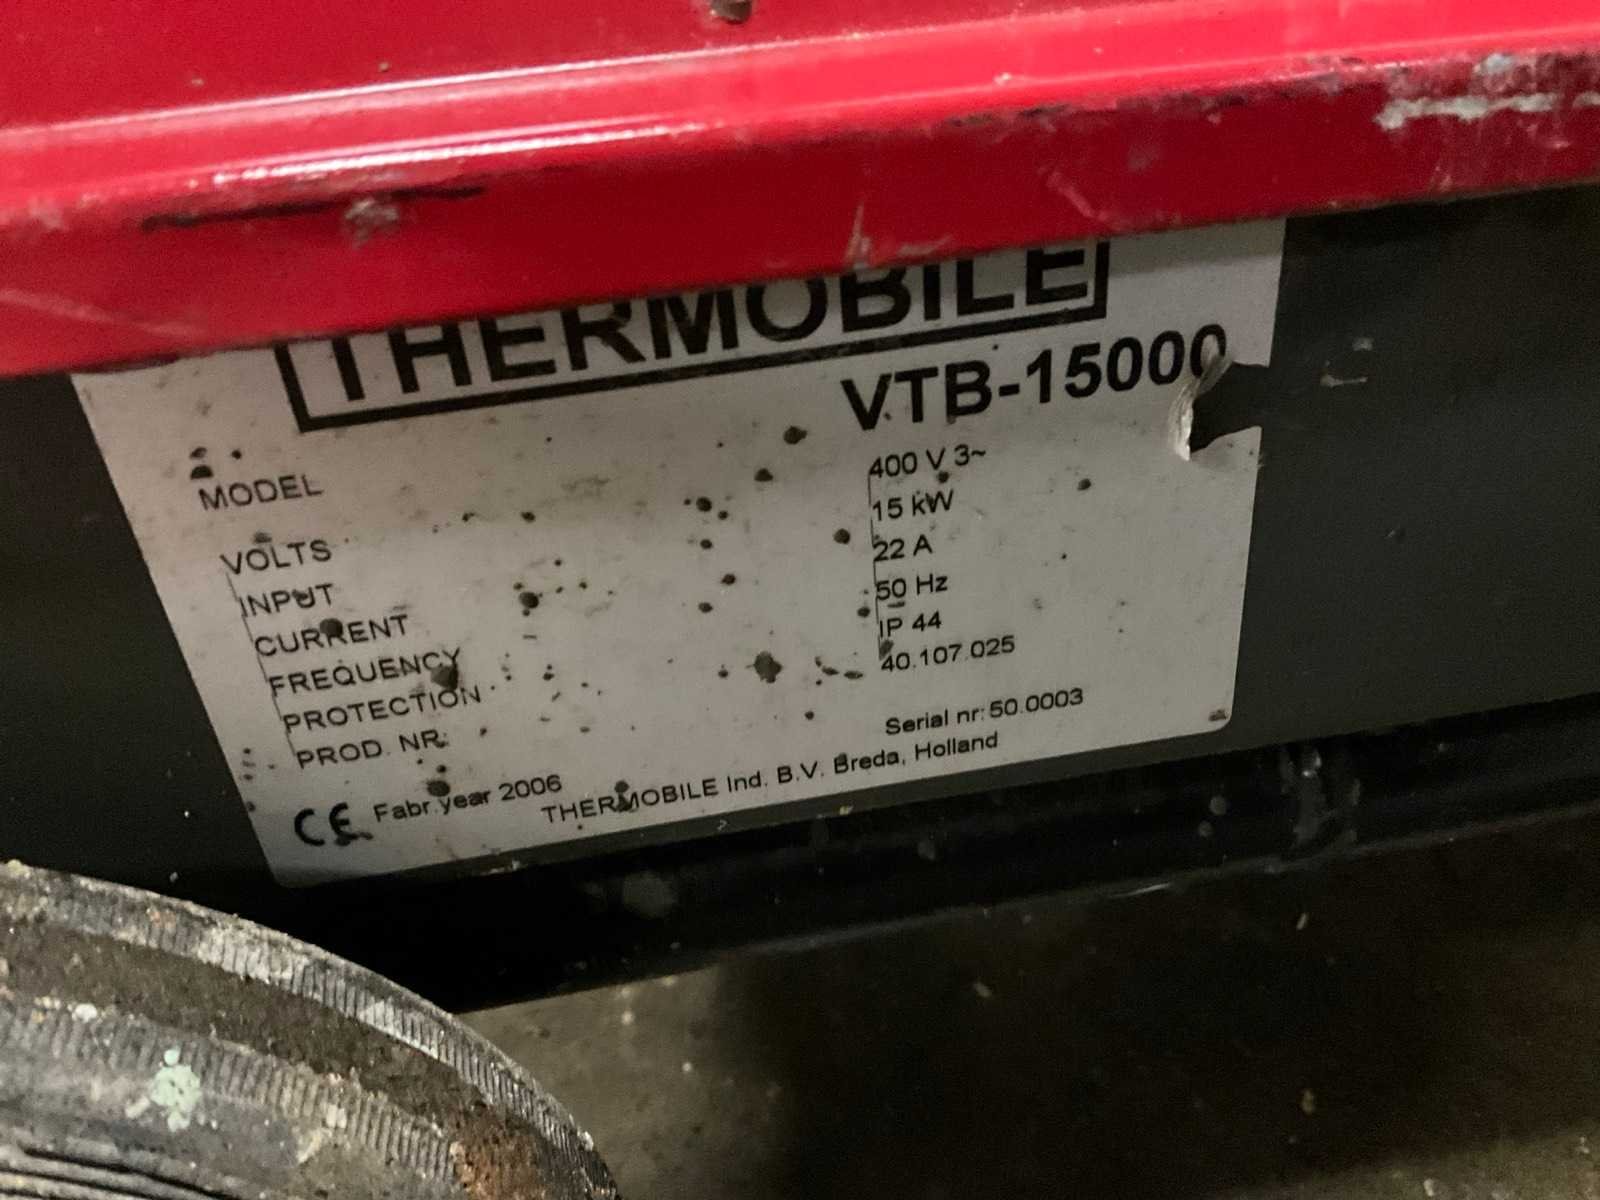 THERMOBILE
MODEL VTB-15000
VOLTS 400 V 3~
INPUT 15 kW
CURRENT 22 A
FREQUENCY 50 Hz
PROTECTION IP 44
PROD. NR: 40.107.025
Serial nr: 50.0003
CE Fabr.year 2006 THERMOBILE Ind. B.V. Breda, Holland